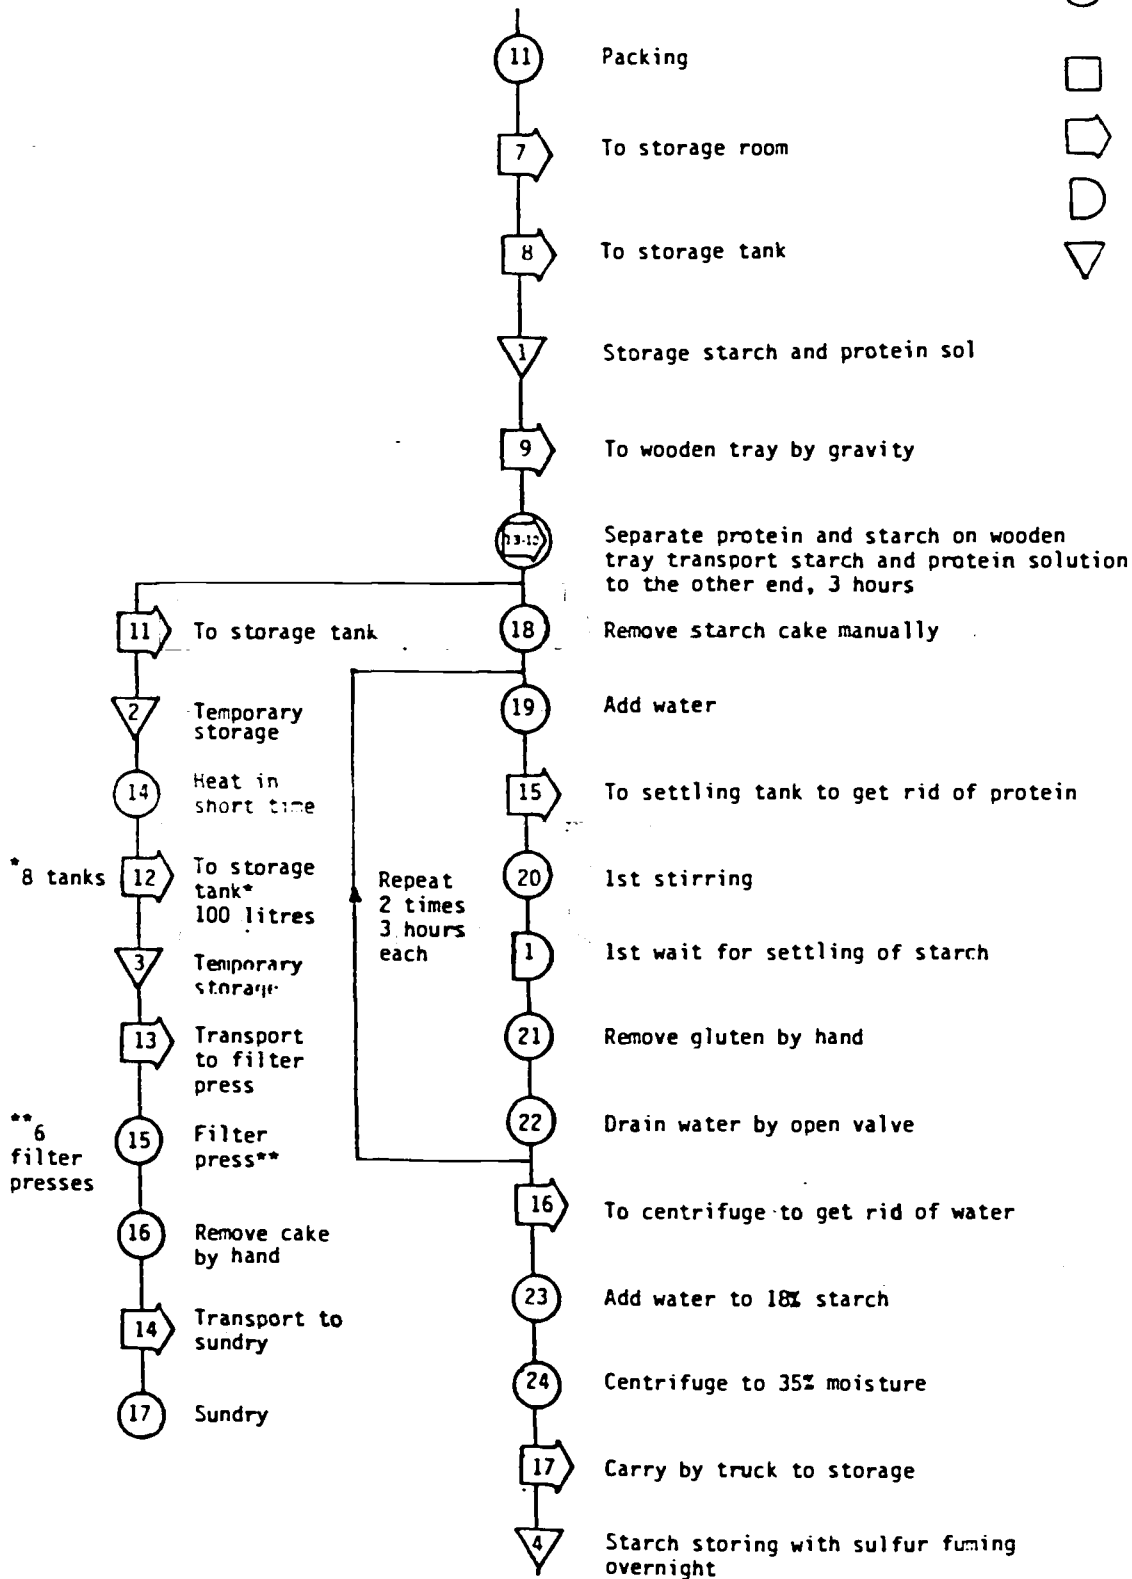 11 Packing
7 To storage room
8 To storage tank
1 Storage starch and protein sol
9 To wooden tray by gravity
Separate protein and starch on wooden
tray transport starch and protein solution
to the other end, 3 hours
11 To storage tank
2 Temporary
storage
14 Heat in
short time
*8 tanks 12 To storage
tank*
100 litres
3 Temporary
storage
13 Transport
to filter
press
**6
filter
presses
15 Filter
press**
16 Remove cake
by hand
14 Transport to
sundry
17 Sundry
18 Remove starch cake manually
Repeat
2 times
3 hours
each
19 Add water
15 To settling tank to get rid of protein
20 1st stirring
1 1st wait for settling of starch
21 Remove gluten by hand
22 Drain water by open valve
16 To centrifuge to get rid of water
23 Add water to 18% starch
24 Centrifuge to 35% moisture
17 Carry by truck to storage
4 Starch storing with sulfur fuming
overnight